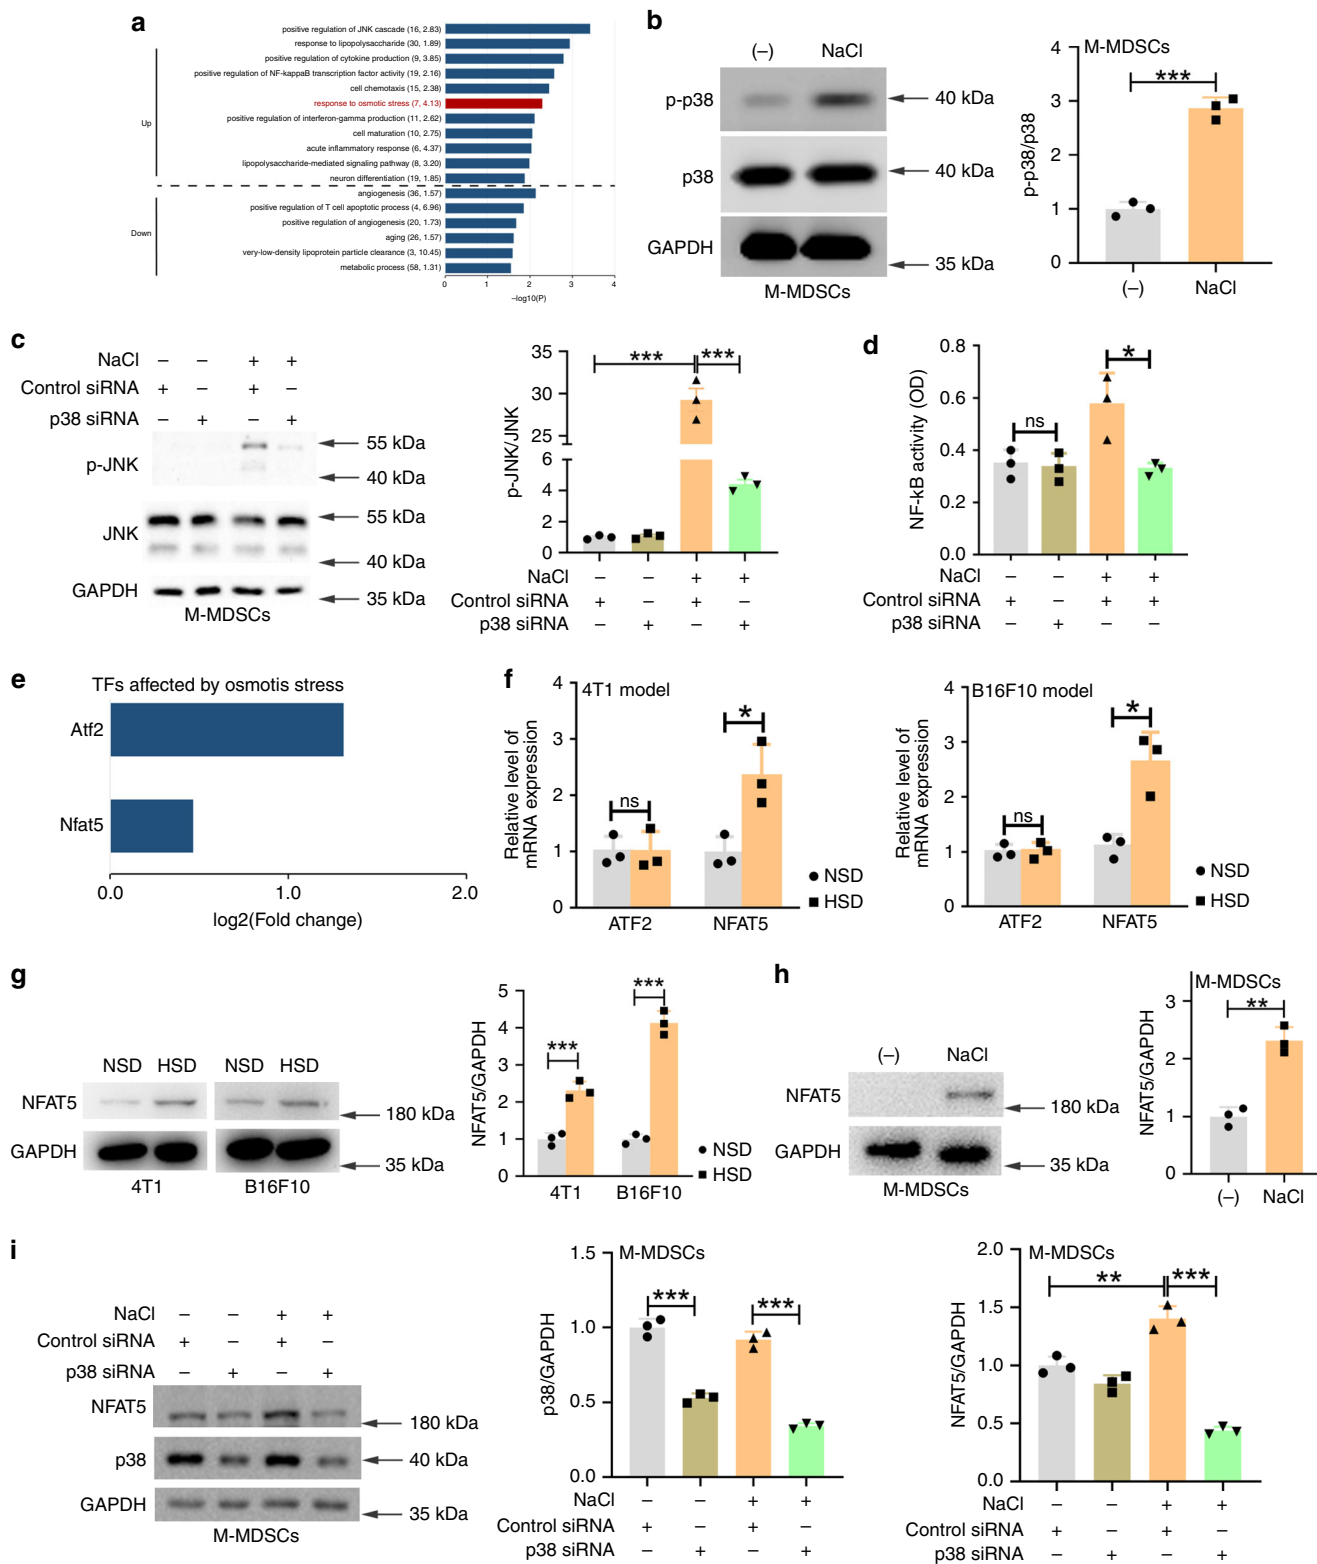 a
positive regulation of JNK cascade (16, 2.83)
response to lipopolysaccharide (30, 1.89)
positive regulation of cytokine production (9, 3.85)
positive regulation of NF-kappaB transcription factor activity (19, 2.16)
cell chemotaxis (15, 2.38)
response to osmotic stress (7, 4.13)
positive regulation of interferon-gamma production (11, 2.62)
cell maturation (10, 2.75)
acute inflammatory response (6, 4.37)
lipopolysaccharide-mediated signaling pathway (8, 3.20)
neuron differentiation (19, 1.85)
angiogenesis (36, 1.57)
positive regulation of T cell apoptotic process (4, 6.96)
positive regulation of angiogenesis (20, 1.73)
aging (26, 1.57)
very-low-density lipoprotein particle clearance (3, 10.45)
metabolic process (58, 1.31)
Up
Down
0 1 2 3 4
−log10(P)
b
(–) NaCl
p-p38
40 kDa
p38
40 kDa
GAPDH
35 kDa
M-MDSCs
M-MDSCs
***
p-p38/p38
4
3
2
1
0
(–) NaCl
c
NaCl – – + +
Control siRNA + – + –
p38 siRNA – + – +
p-JNK
55 kDa
40 kDa
JNK
55 kDa
40 kDa
GAPDH
35 kDa
M-MDSCs
p-JNK/JNK
35
30
25
6
4
2
0
*** ***
NaCl – – + +
Control siRNA + – + –
p38 siRNA – + – +
d
NF-kB activity (OD)
0.8
0.6
0.4
0.2
0.0
ns
*
NaCl – – + +
Control siRNA + – + +
p38 siRNA – + – –
e
TFs affected by osmotis stress
Atf2
Nfat5
0.0 1.0 2.0
log2(Fold change)
f
4T1 model
Relative level of
mRNA expression
4
3
2
1
0
ns
*
ATF2 NFAT5
NSD
HSD
B16F10 model
Relative level of
mRNA expression
4
3
2
1
0
ns
*
ATF2 NFAT5
NSD
HSD
g
NSD HSD NSD HSD
NFAT5
180 kDa
GAPDH
35 kDa
4T1 B16F10
NFAT5/GAPDH
5
4
3
2
1
0
***
***
4T1 B16F10
NSD
HSD
h
(–) NaCl
NFAT5
180 kDa
GAPDH
35 kDa
M-MDSCs
M-MDSCs
**
NFAT5/GAPDH
3
2
1
0
(–) NaCl
i
NaCl – – + +
Control siRNA + – + –
p38 siRNA – + – +
NFAT5
180 kDa
p38
40 kDa
GAPDH
35 kDa
M-MDSCs
M-MDSCs
p38/GAPDH
1.5
1.0
0.5
0.0
*** ***
NaCl – – + +
Control siRNA + – + –
p38 siRNA – + – +
M-MDSCs
NFAT5/GAPDH
2.0
1.5
1.0
0.5
0.0
** ***
NaCl – – + +
Control siRNA + – + –
p38 siRNA – + – +